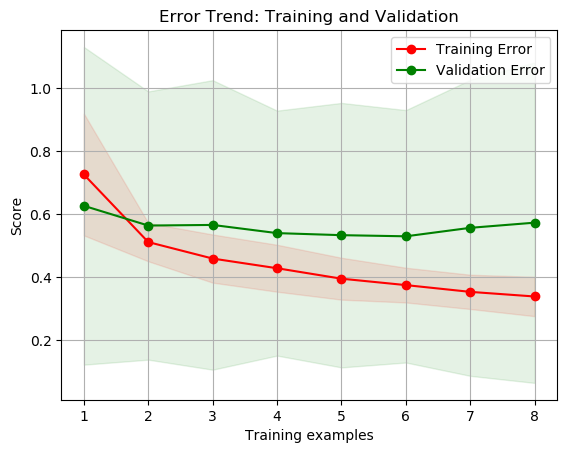 Error Trend: Training and Validation
Training Error
Validation Error
Score
1.0
0.8
0.6
0.4
0.2
1 2 3 4 5 6 7 8
Training examples